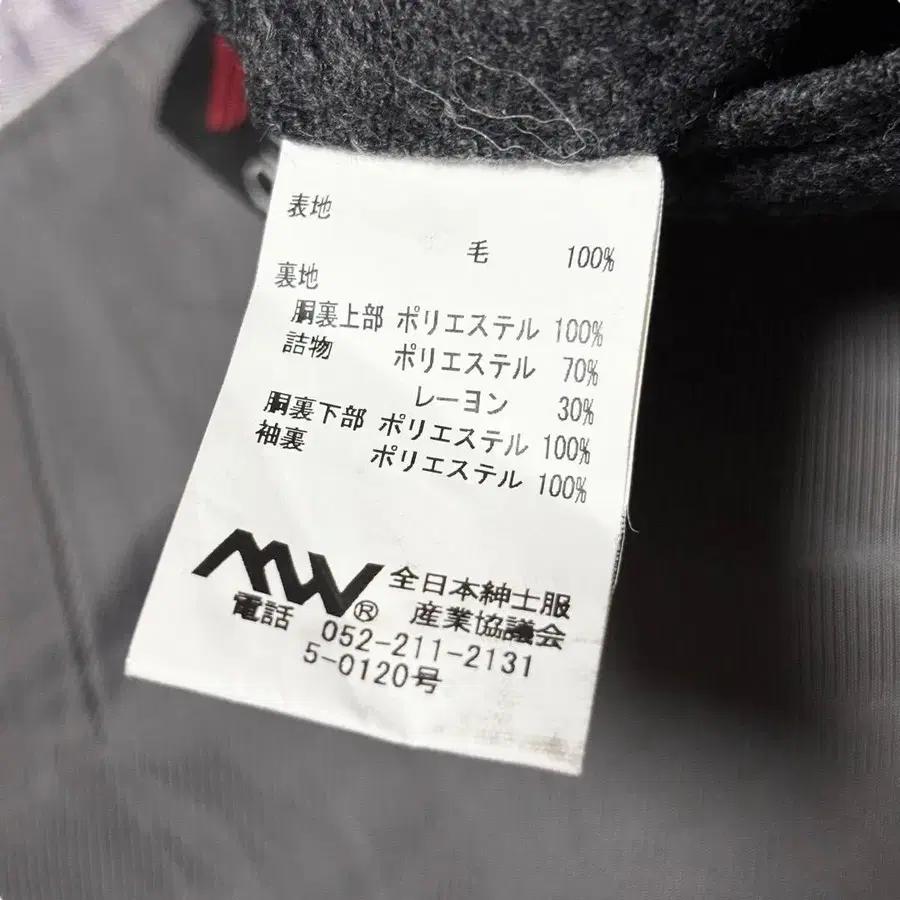 表地
毛 100%
裏地
胴裏上部 ポリエステル 100%
詰物 ポリエステル 70%
レーヨン 30%
胴裏下部 ポリエステル 100%
袖裏 ポリエステル 100%
MW® 全日本紳士服
産業協議会
電話 052-211-2131
5-0120号